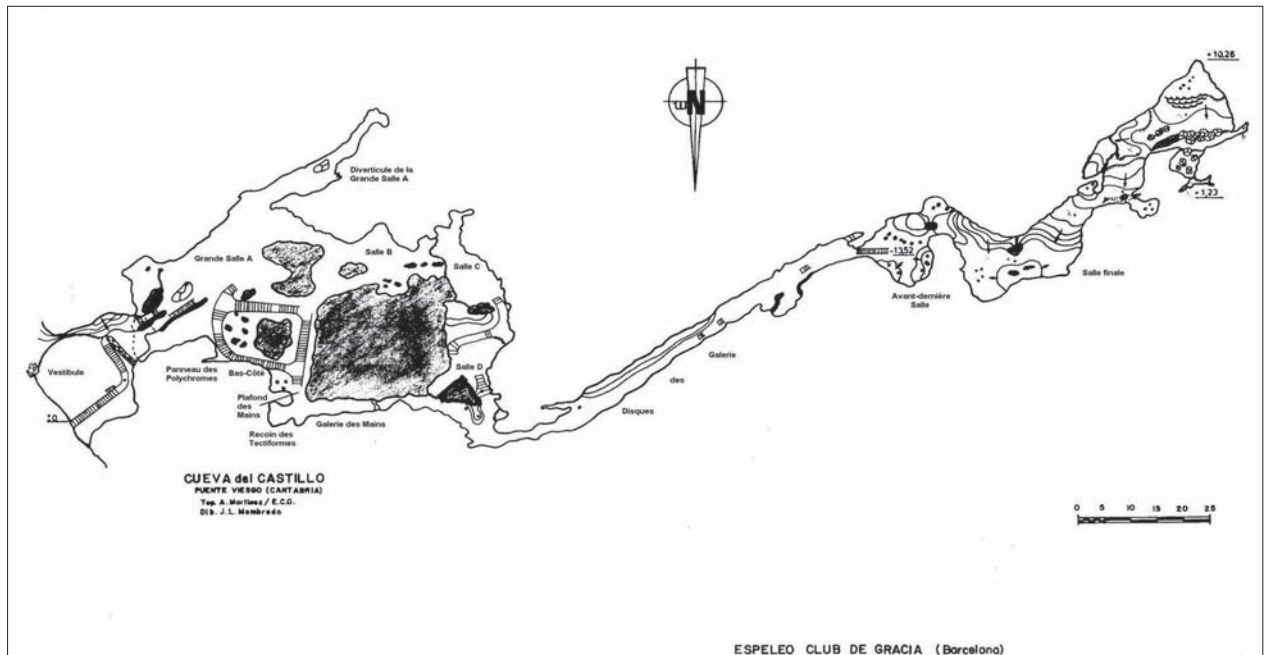 +10,26
N
E
Diverticule de la
Grande Salle A
+1,23
Grande Salle A
Salle B
Salle C
-13,52
Salle finale
Avant-dernière
Salle
Vestibule
Panneau des
Polychromes
Bas-Côté
Salle D
Galerie
des
Disques
Plafond
des
Mains
Galerie des Mains
Recoin des
Tectiformes
CUEVA del CASTILLO
PUENTE VIESGO (CANTABRIA)
Top. A. Martinez / E.C.G.
Dib. J. L. Membrado
0 5 10 15 20 25
ESPELEO CLUB DE GRACIA (Barcelona)